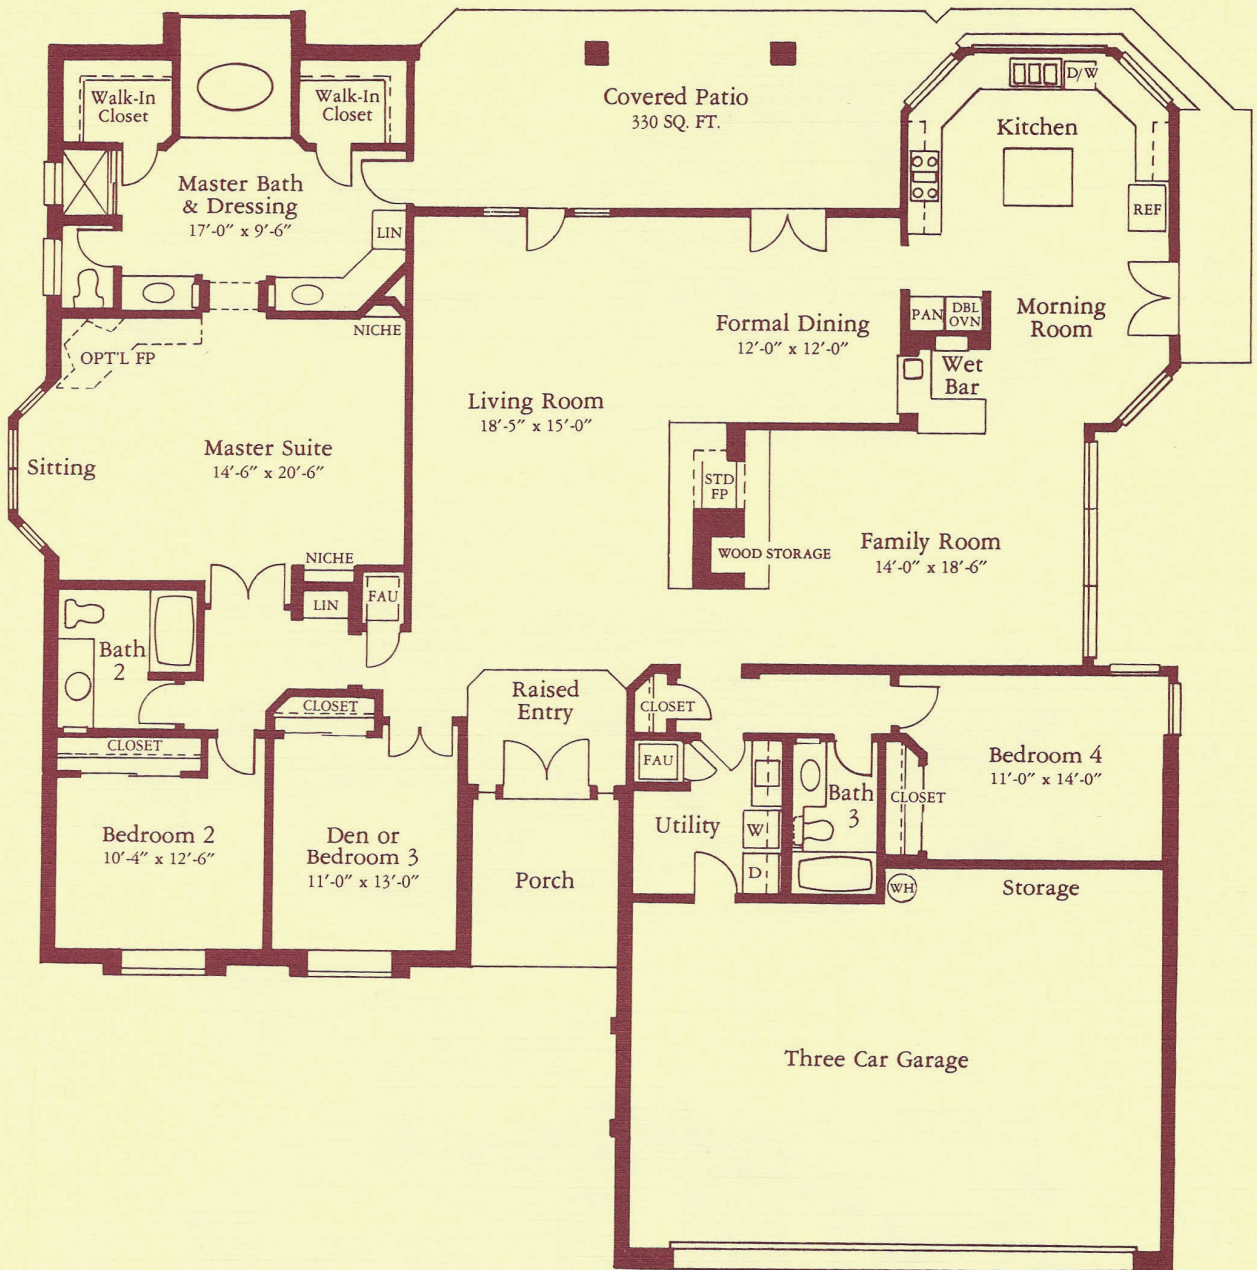 Walk-In
Closet
Walk-In
Closet
Covered Patio
330 SQ. FT.
D/W
Kitchen
REF
Master Bath
& Dressing
17'-0" x 9'-6"
LIN
NICHE
OPT'L FP
PAN
DBL
OVN
Morning
Room
Formal Dining
12'-0" x 12'-0"
Wet
Bar
Living Room
18'-5" x 15'-0"
Master Suite
14'-6" x 20'-6"
Sitting
STD
FP
WOOD STORAGE
Family Room
14'-0" x 18'-6"
NICHE
LIN
FAU
Bath
2
CLOSET
CLOSET
Raised
Entry
CLOSET
FAU
Bedroom 4
11'-0" x 14'-0"
CLOSET
Bath
3
Utility
W
D
Bedroom 2
10'-4" x 12'-6"
Den or
Bedroom 3
11'-0" x 13'-0"
Porch
WH
Storage
Three Car Garage